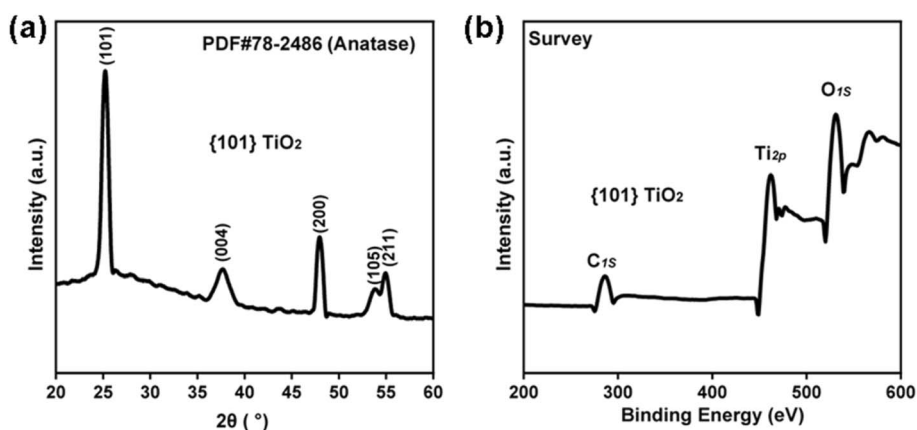 (a)
PDF#78-2486 (Anatase)
{101} TiO₂
(101)
(004)
(200)
(105)
(211)
Intensity (a.u.)
20 25 30 35 40 45 50 55 60
2θ ( °)
(b)
Survey
O1S
Ti2p
{101} TiO₂
C1S
Intensity (a.u.)
200 300 400 500 600
Binding Energy (eV)